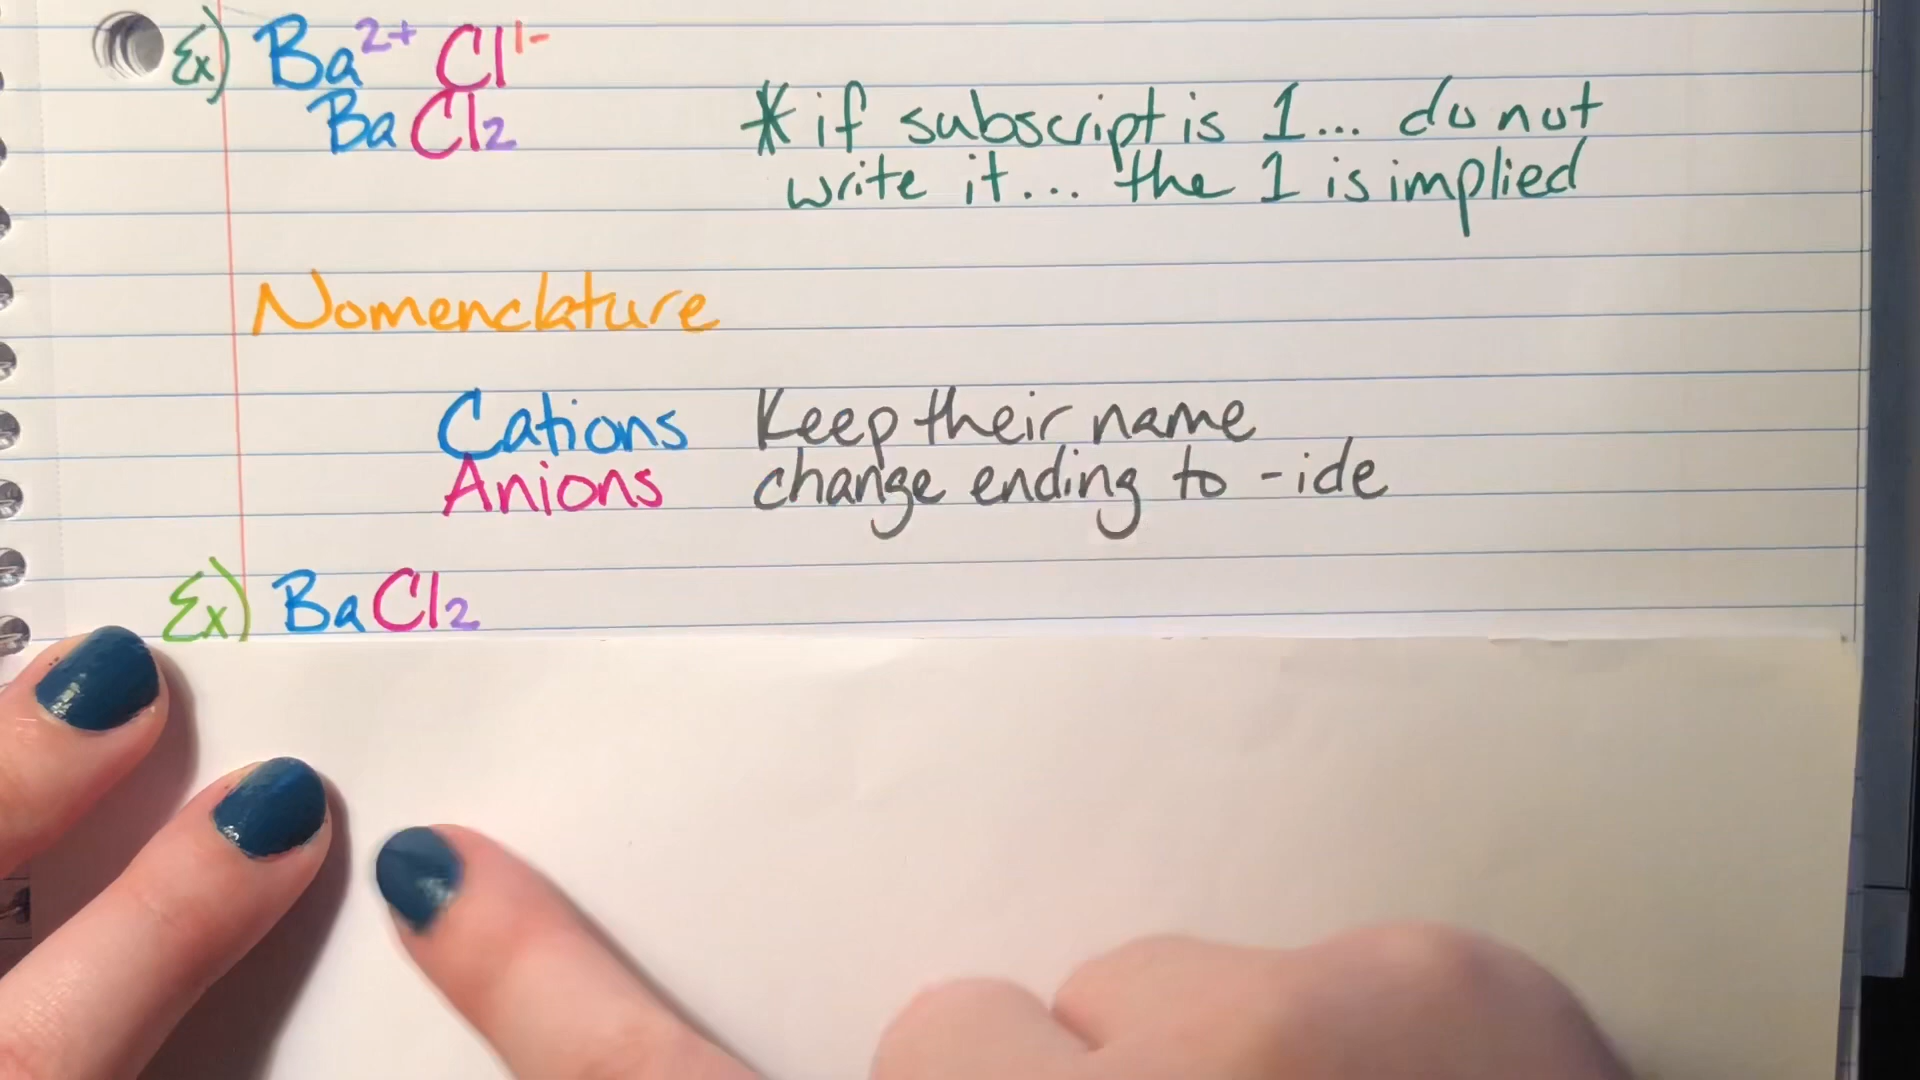 Ex) Ba²⁺ Cl¹⁻
BaCl₂
* if subscript is 1... do not
write it... the 1 is implied
Nomenclature
Cations Keep their name
Anions change ending to -ide
Ex) BaCl₂